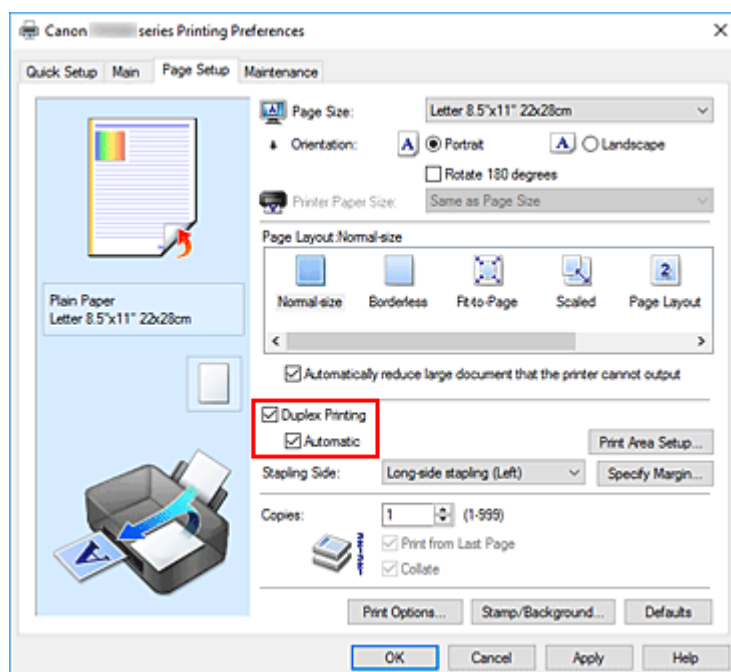 Canon series Printing Preferences
Quick Setup Main Page Setup Maintenance
Page Size: Letter 8.5"x11" 22x28cm
Orientation: A Portrait A Landscape
Rotate 180 degrees
Printer Paper Size: Same as Page Size
Page Layout:Normal-size
2
Normal-size Borderless Fit-to-Page Scaled Page Layout
Plain Paper
Letter 8.5"x11" 22x28cm
Automatically reduce large document that the printer cannot output
Duplex Printing
Automatic
Print Area Setup...
Stapling Side: Long-side stapling (Left) Specify Margin...
Copies: 1 (1-999)
Print from Last Page
Collate
A
Print Options... Stamp/Background... Defaults
OK Cancel Apply Help